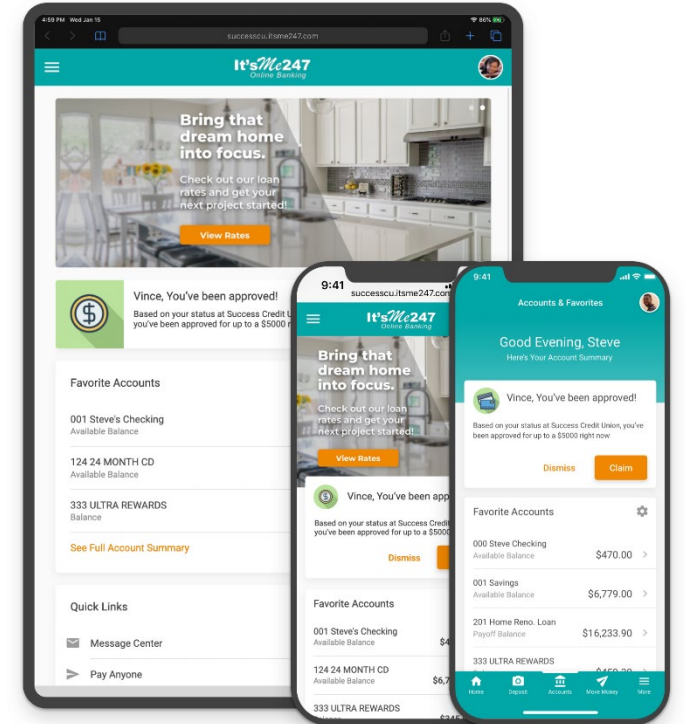 4:59 PM Wed Jan 15
86%
successcu.itsme247.com
It'sMe247
Online Banking
Bring that
dream home
into focus.
Check out our loan
rates and get your
next project started!
View Rates
Vince, You've been approved!
Based on your status at Success Credit
you've been approved for up to a $5000
Favorite Accounts
001 Steve's Checking
Available Balance
124 24 MONTH CD
Available Balance
333 ULTRA REWARDS
Balance
See Full Account Summary
Quick Links
Message Center
Pay Anyone
9:41
successcu.itsme247.com
It'sMe247
Online Banking
Bring that
dream home
into focus.
Check out our loan
rates and get your
next project started!
View Rates
Vince, You've been app
Based on your status at Success Credit
you've been approved for up to a $5000
Dismiss
Favorite Accounts
001 Steve's Checking
Available Balance
124 24 MONTH CD
Available Balance
$6,7
333 ULTRA REWARDS
9:41
Accounts & Favorites
Good Evening, Steve
Here's Your Account Summary
Vince, You've been approved!
Based on your status at Success Credit Union, you've
been approved for up to a $5000 right now
Dismiss Claim
Favorite Accounts
000 Steve Checking
Available Balance $470.00
001 Savings
Available Balance $6,779.00
201 Home Reno. Loan
Payoff Balance $16,233.90
333 ULTRA REWARDS
Home Deposit Accounts Move Money More